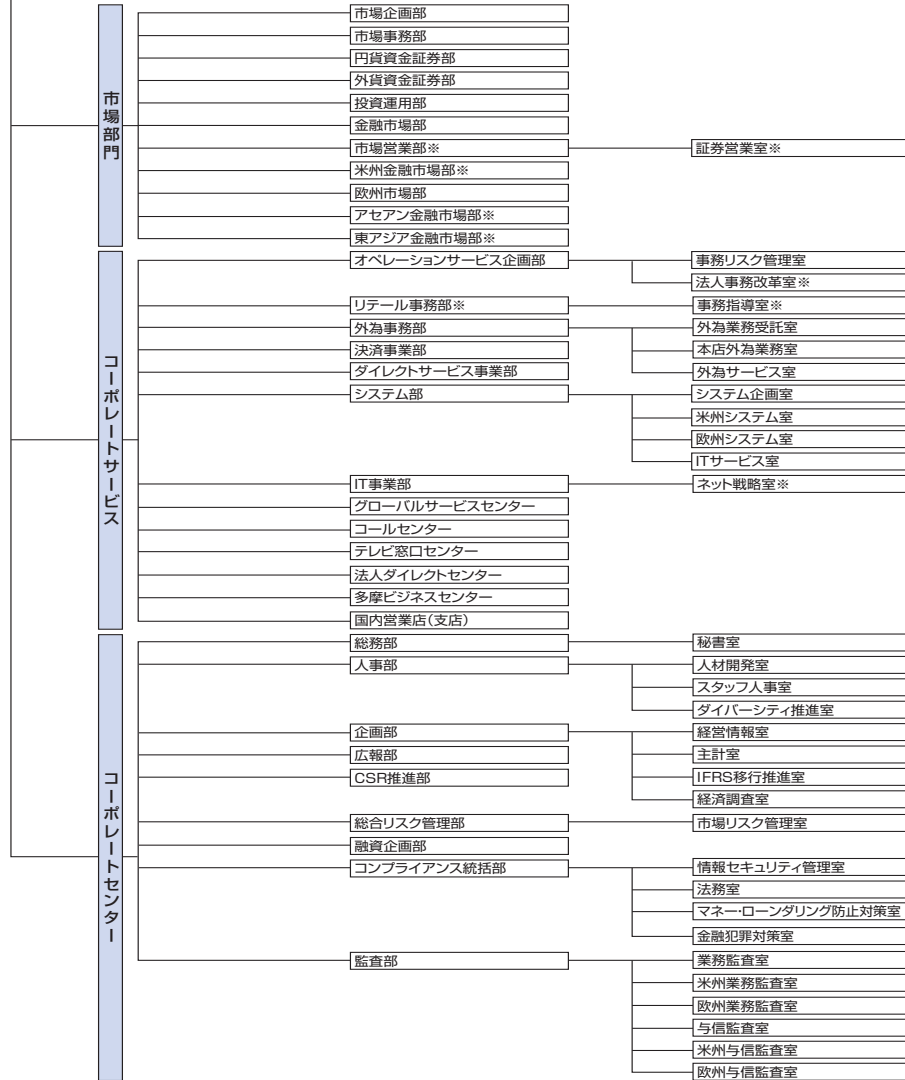 市場部門
市場企画部
市場事務部
円貨資金証券部
外貨資金証券部
投資運用部
金融市場部
市場営業部※
証券営業室※
米州金融市場部※
欧州市場部
アセアン金融市場部※
東アジア金融市場部※
コーポレートサービス
オペレーションサービス企画部
事務リスク管理室
法人事務改革室※
リテール事務部※
事務指導室※
外為事務部
外為業務受託室
本店外為業務室
外為サービス室
決済事業部
ダイレクトサービス事業部
システム部
システム企画室
米州システム室
欧州システム室
ITサービス室
IT事業部
ネット戦略室※
グローバルサービスセンター
コールセンター
テレビ窓口センター
法人ダイレクトセンター
多摩ビジネスセンター
国内営業店(支店)
コーポレートセンター
総務部
秘書室
人事部
人材開発室
スタッフ人事室
ダイバーシティ推進室
企画部
経営情報室
主計室
IFRS移行推進室
経済調査室
広報部
CSR推進部
総合リスク管理部
市場リスク管理室
融資企画部
コンプライアンス統括部
情報セキュリティ管理室
法務室
マネー・ローンダリング防止対策室
金融犯罪対策室
監査部
業務監査室
米州業務監査室
欧州業務監査室
与信監査室
米州与信監査室
欧州与信監査室